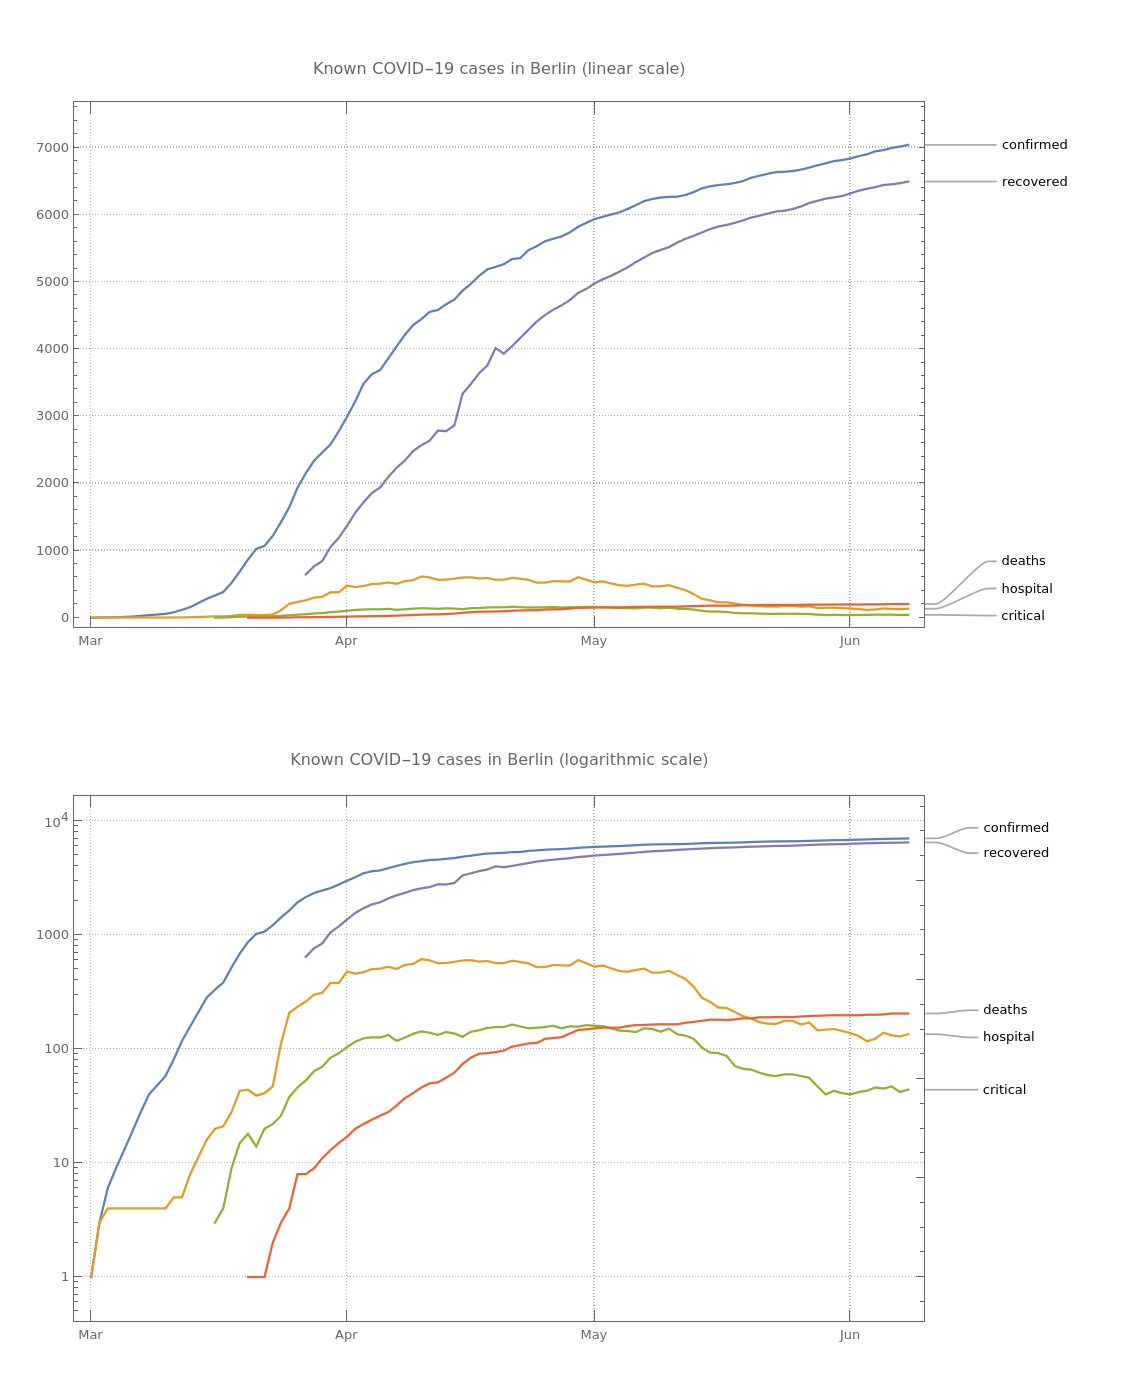 Known COVID−19 cases in Berlin (linear scale)
7000
6000
5000
4000
3000
2000
1000
0
Mar
Apr
May
Jun
confirmed
recovered
deaths
hospital
critical
Known COVID−19 cases in Berlin (logarithmic scale)
10⁴
1000
100
10
1
Mar
Apr
May
Jun
confirmed
recovered
deaths
hospital
critical